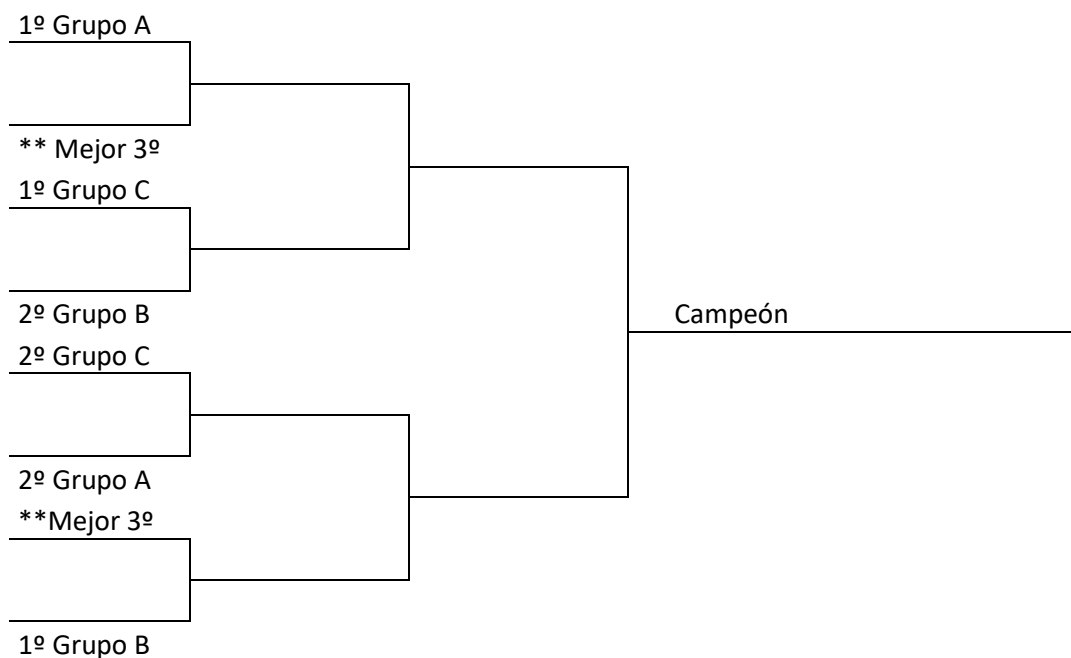 1º Grupo A
** Mejor 3º
1º Grupo C
2º Grupo B
Campeón
2º Grupo C
2º Grupo A
**Mejor 3º
1º Grupo B